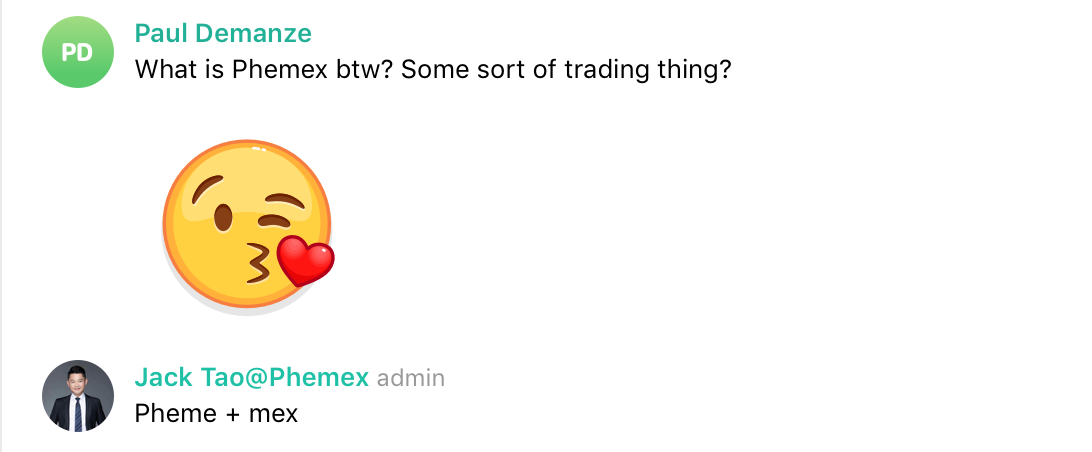 PD
Paul Demanze
What is Phemex btw? Some sort of trading thing?
Jack Tao@Phemex admin
Pheme + mex